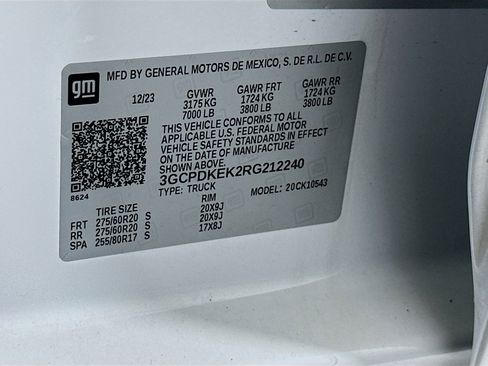 gm
MFD BY GENERAL MOTORS DE MEXICO, S. DE R.L. DE C.V.
12/23 GVWR GAWR FRT GAWR RR
3175 KG 1724 KG 1724 KG
7000 LB 3800 LB 3800 LB
THIS VEHICLE CONFORMS TO ALL
APPLICABLE U.S. FEDERAL MOTOR
VEHICLE SAFETY STANDARDS IN EFFECT
ON THE DATE OF MANUFACTURE
3GCPDKEK2RG212240
TYPE: TRUCK MODEL: 20CK10543
8624
TIRE SIZE RIM
FRT 275/60R20 S 20X9J
RR 275/60R20 S 20X9J
SPA 255/80R17 S 17X8J